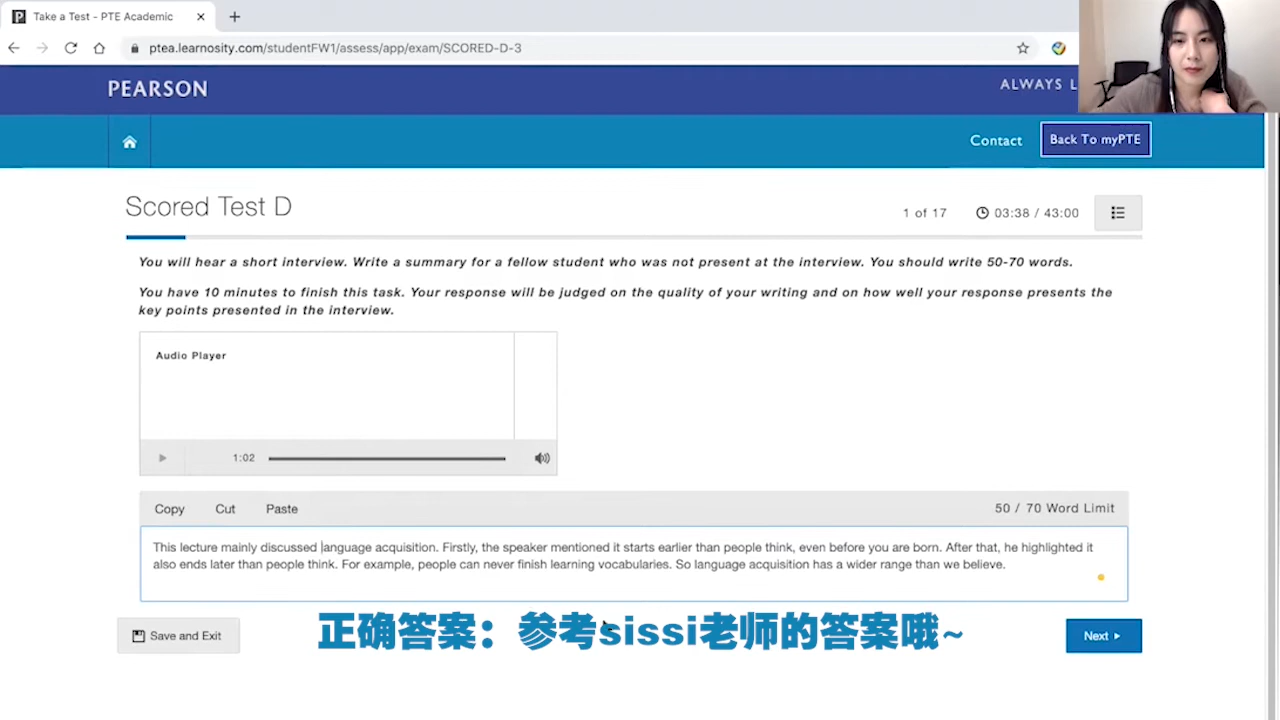 Take a Test - PTE Academic
ptea.learnosity.com/studentFW1/assess/app/exam/SCORED-D-3
PEARSON
ALWAYS L
Contact
Back To myPTE
Scored Test D
1 of 17
03:38 / 43:00
You will hear a short interview. Write a summary for a fellow student who was not present at the interview. You should write 50-70 words.
You have 10 minutes to finish this task. Your response will be judged on the quality of your writing and on how well your response presents the
key points presented in the interview.
Audio Player
1:02
Copy Cut Paste
50 / 70 Word Limit
This lecture mainly discussed language acquisition. Firstly, the speaker mentioned it starts earlier than people think, even before you are born. After that, he highlighted it
also ends later than people think. For example, people can never finish learning vocabularies. So language acquisition has a wider range than we believe.
Save and Exit
正确答案：参考sissi老师的答案哦~
Next